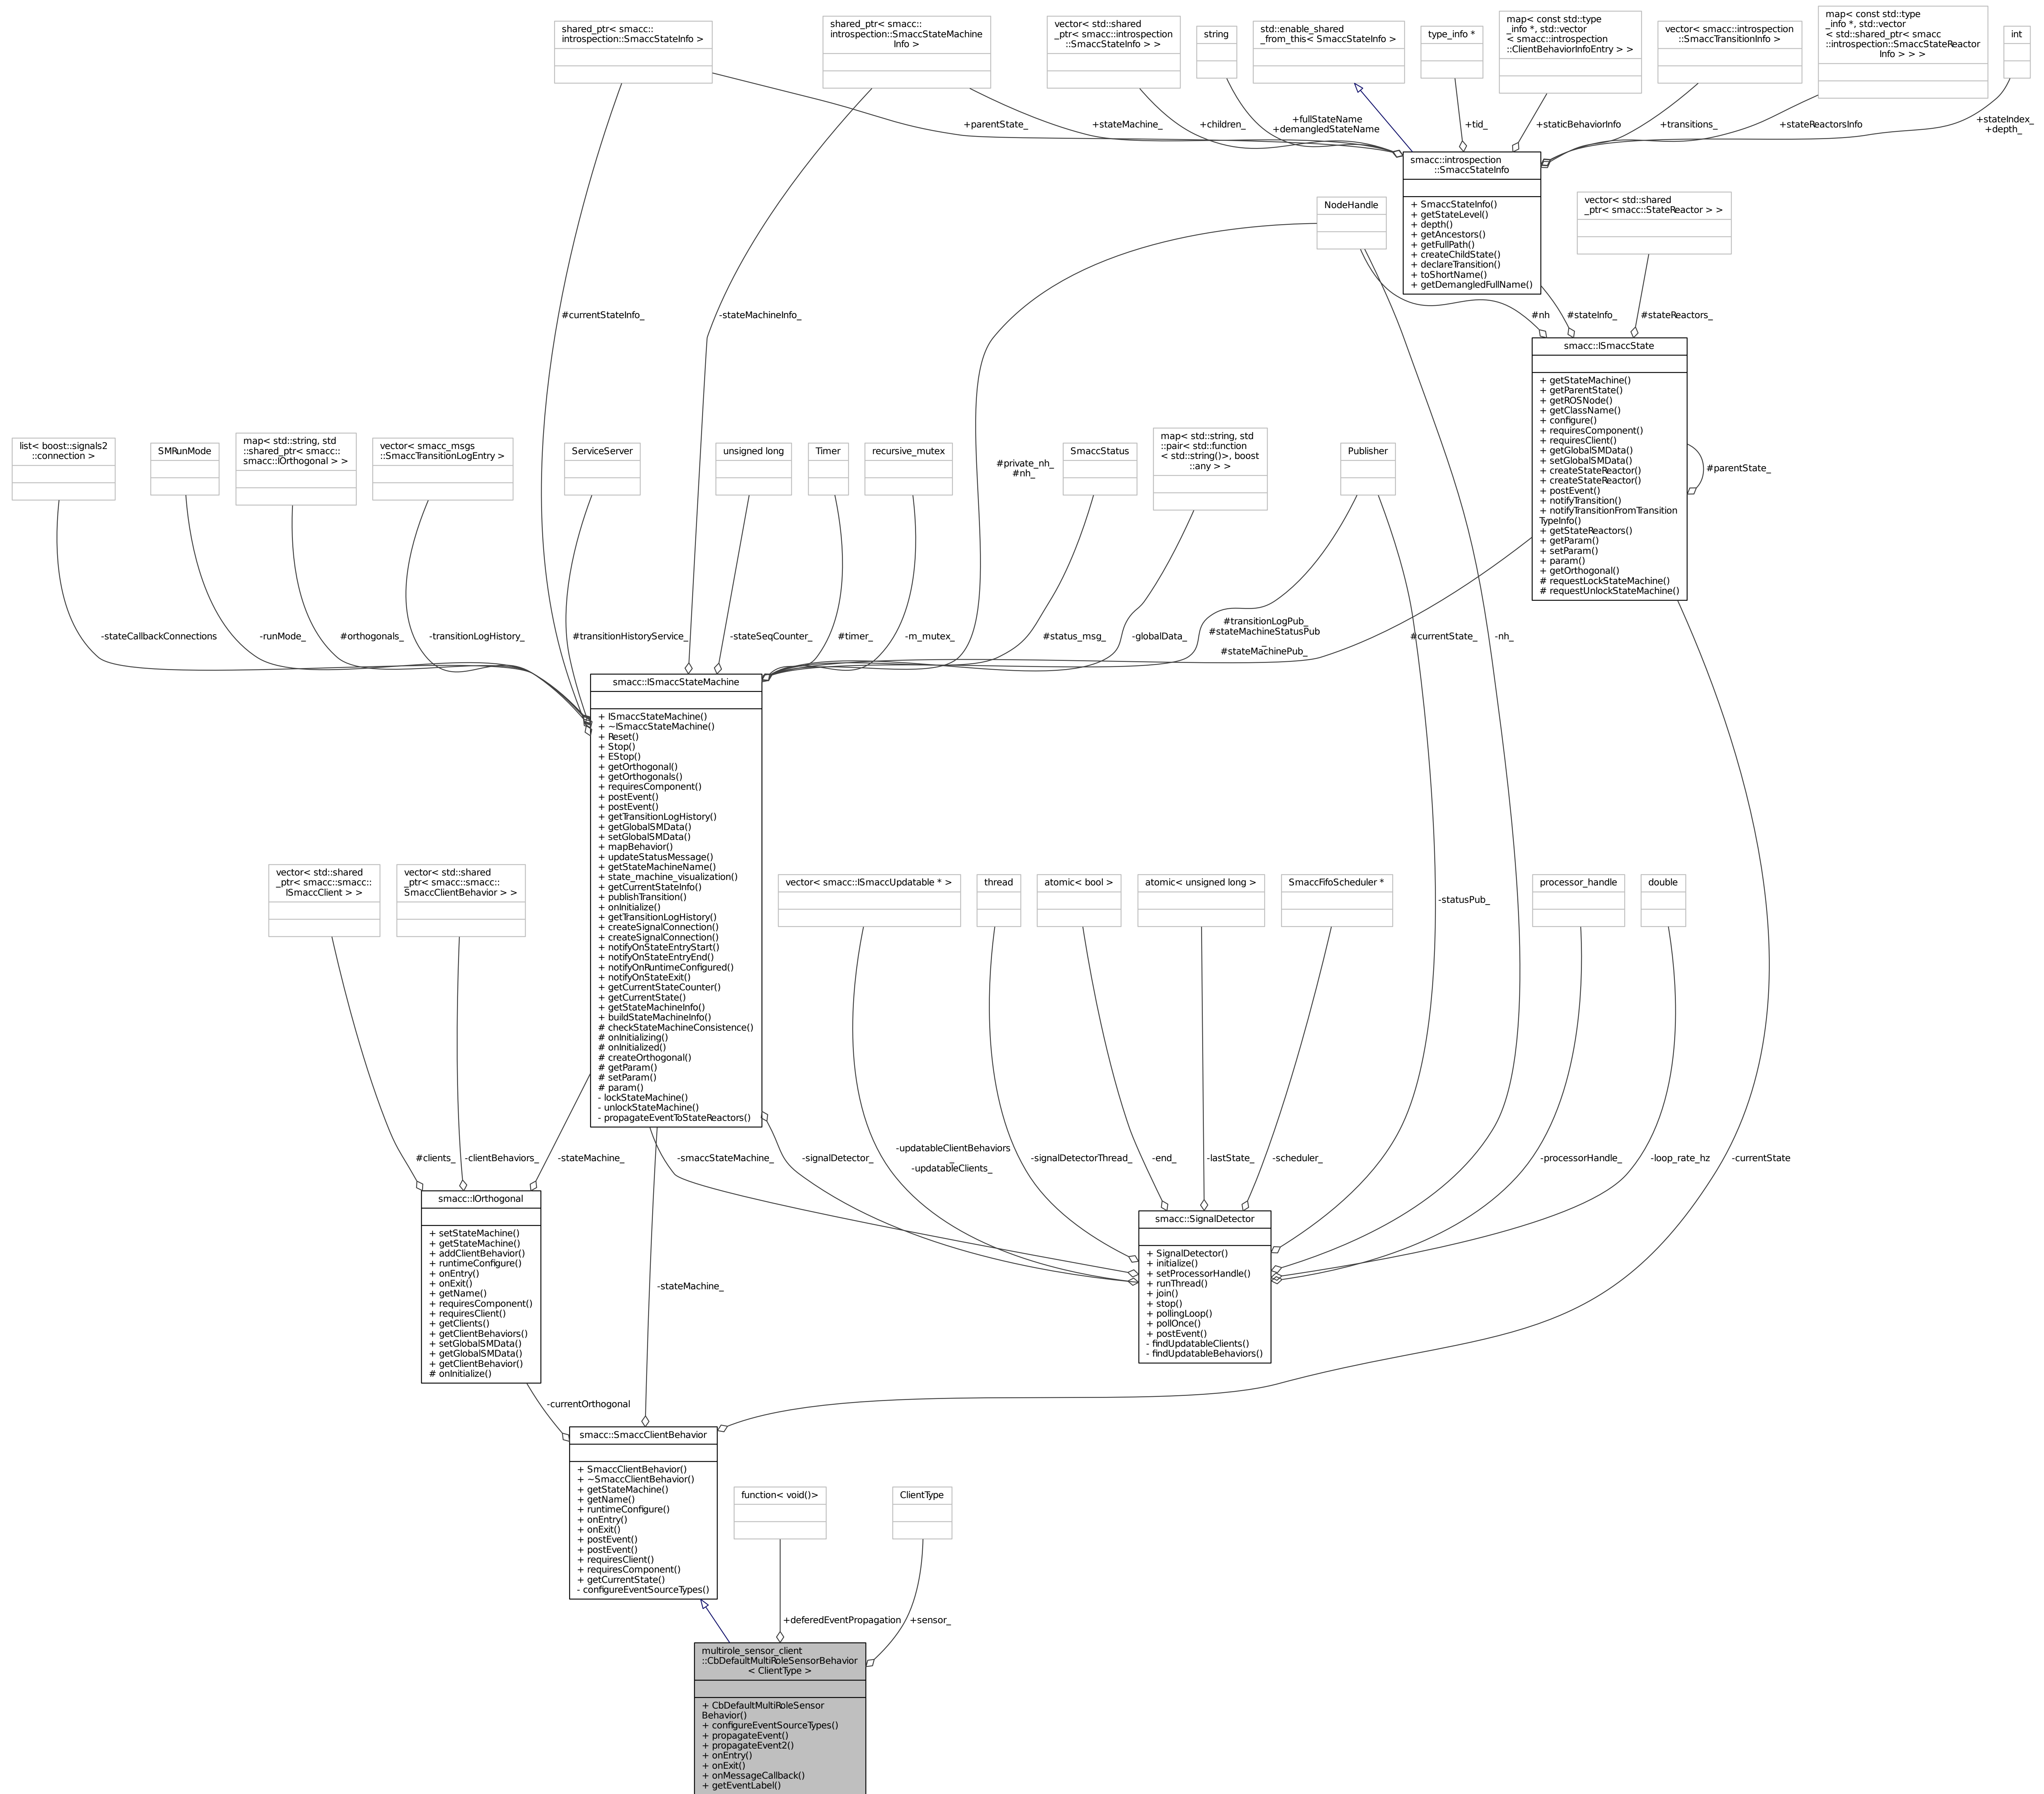 shared_ptr< smacc::
introspection::SmaccStateInfo >
shared_ptr< smacc::
introspection::SmaccStateMachine
Info >
vector< std::shared
_ptr< smacc::introspection
::SmaccStateInfo > >
string
std::enable_shared
_from_this< SmaccStateInfo >
type_info *
map< const std::type
_info *, std::vector
< smacc::introspection
::ClientBehaviorInfoEntry > >
vector< smacc::introspection
::SmaccTransitionInfo >
map< const std::type
_info *, std::vector
< std::shared_ptr< smacc
::introspection::SmaccStateReactor
Info > > >
int
+parentState_
+stateMachine_
+children_
+fullStateName
+demangledStateName
+tid_
+staticBehaviorInfo
+transitions_
+stateReactorsInfo
+stateIndex_
+depth_
smacc::introspection
::SmaccStateInfo
+ SmaccStateInfo()
+ getStateLevel()
+ depth()
+ getAncestors()
+ getFullPath()
+ createChildState()
+ declareTransition()
+ toShortName()
+ getDemangledFullName()
NodeHandle
vector< std::shared
_ptr< smacc::StateReactor > >
#currentStateInfo_
-stateMachineInfo_
#nh
#stateInfo_
#stateReactors_
smacc::ISmaccState
+ getStateMachine()
+ getParentState()
+ getROSNode()
+ getClassName()
+ configure()
+ requiresComponent()
+ requiresClient()
+ getGlobalSMData()
+ setGlobalSMData()
+ createStateReactor()
+ createStateReactor()
+ postEvent()
+ notifyTransition()
+ notifyTransitionFromTransition
TypeInfo()
+ getStateReactors()
+ getParam()
+ setParam()
+ param()
+ getOrthogonal()
# requestLockStateMachine()
# requestUnlockStateMachine()
#parentState_
list< boost::signals2
::connection >
SMRunMode
map< std::string, std
::shared_ptr< smacc::
smacc::IOrthogonal > >
vector< smacc_msgs
::SmaccTransitionLogEntry >
ServiceServer
unsigned long
Timer
recursive_mutex
#private_nh_
#nh_
SmaccStatus
map< std::string, std
::pair< std::function
< std::string()>, boost
::any > >
Publisher
-stateCallbackConnections
-runMode_
#orthogonals_
-transitionLogHistory_
#transitionHistoryService_
-stateSeqCounter_
#timer_
-m_mutex_
#status_msg_
-globalData_
#transitionLogPub_
#stateMachineStatusPub
_
#stateMachinePub_
#currentState_
-nh_
smacc::ISmaccStateMachine
+ ISmaccStateMachine()
+ ~ISmaccStateMachine()
+ Reset()
+ Stop()
+ EStop()
+ getOrthogonal()
+ getOrthogonals()
+ requiresComponent()
+ postEvent()
+ postEvent()
+ getTransitionLogHistory()
+ getGlobalSMData()
+ setGlobalSMData()
+ mapBehavior()
+ updateStatusMessage()
+ getStateMachineName()
+ state_machine_visualization()
+ getCurrentStateInfo()
+ publishTransition()
+ onInitialize()
+ getTransitionLogHistory()
+ createSignalConnection()
+ createSignalConnection()
+ notifyOnStateEntryStart()
+ notifyOnStateEntryEnd()
+ notifyOnRuntimeConfigured()
+ notifyOnStateExit()
+ getCurrentStateCounter()
+ getCurrentState()
+ getStateMachineInfo()
+ buildStateMachineInfo()
# checkStateMachineConsistence()
# onInitializing()
# onInitialized()
# createOrthogonal()
# getParam()
# setParam()
# param()
- lockStateMachine()
- unlockStateMachine()
- propagateEventToStateReactors()
vector< std::shared
_ptr< smacc::smacc::
ISmaccClient > >
vector< std::shared
_ptr< smacc::smacc::
SmaccClientBehavior > >
vector< smacc::ISmaccUpdatable * >
thread
atomic< bool >
atomic< unsigned long >
SmaccFifoScheduler *
-statusPub_
processor_handle
double
#clients_
-clientBehaviors_
-stateMachine_
-smaccStateMachine_
-signalDetector_
-updatableClientBehaviors
_
-updatableClients_
-signalDetectorThread_
-end_
-lastState_
-scheduler_
-processorHandle_
-loop_rate_hz
-currentState
smacc::IOrthogonal
+ setStateMachine()
+ getStateMachine()
+ addClientBehavior()
+ runtimeConfigure()
+ onEntry()
+ onExit()
+ getName()
+ requiresComponent()
+ requiresClient()
+ getClients()
+ getClientBehaviors()
+ setGlobalSMData()
+ getGlobalSMData()
+ getClientBehavior()
# onInitialize()
smacc::SignalDetector
+ SignalDetector()
+ initialize()
+ setProcessorHandle()
+ runThread()
+ join()
+ stop()
+ pollingLoop()
+ pollOnce()
+ postEvent()
- findUpdatableClients()
- findUpdatableBehaviors()
-stateMachine_
-currentOrthogonal
smacc::SmaccClientBehavior
+ SmaccClientBehavior()
+ ~SmaccClientBehavior()
+ getStateMachine()
+ getName()
+ runtimeConfigure()
+ onEntry()
+ onExit()
+ postEvent()
+ postEvent()
+ requiresClient()
+ requiresComponent()
+ getCurrentState()
- configureEventSourceTypes()
function< void()>
ClientType
+deferedEventPropagation
+sensor_
multirole_sensor_client
::CbDefaultMultiRoleSensorBehavior
< ClientType >
+ CbDefaultMultiRoleSensor
Behavior()
+ configureEventSourceTypes()
+ propagateEvent()
+ propagateEvent2()
+ onEntry()
+ onExit()
+ onMessageCallback()
+ getEventLabel()